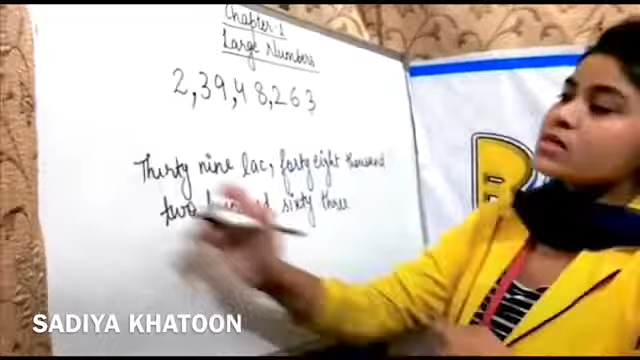 Chapter-1
Large Numbers
2,39,48,263
Thirty nine lac, forty eight thousand
two hundred sixty three
SADIYA KHATOON